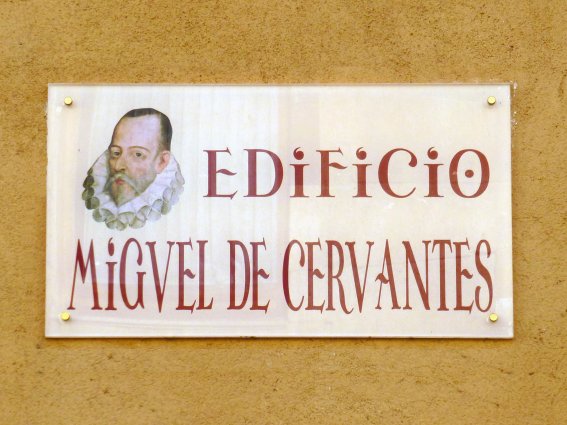 EDiFiCiO
MiGVEL DE CERVANTES